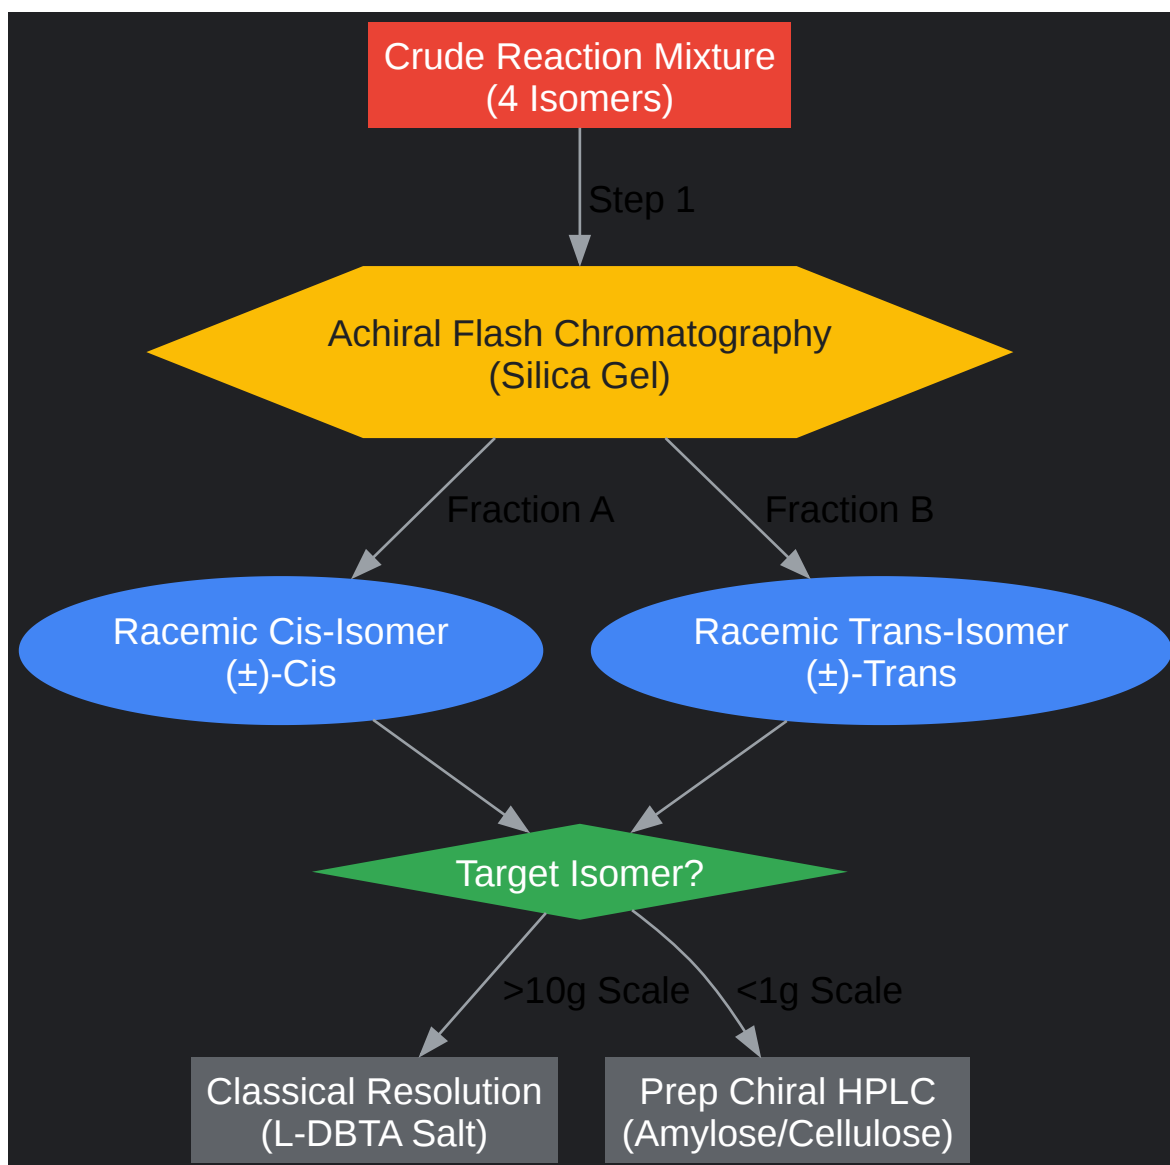 Crude Reaction Mixture
(4 Isomers)
Step 1
Achiral Flash Chromatography
(Silica Gel)
Fraction A
Fraction B
Racemic Cis-Isomer
(±)-Cis
Racemic Trans-Isomer
(±)-Trans
Target Isomer?
>10g Scale
<1g Scale
Classical Resolution
(L-DBTA Salt)
Prep Chiral HPLC
(Amylose/Cellulose)